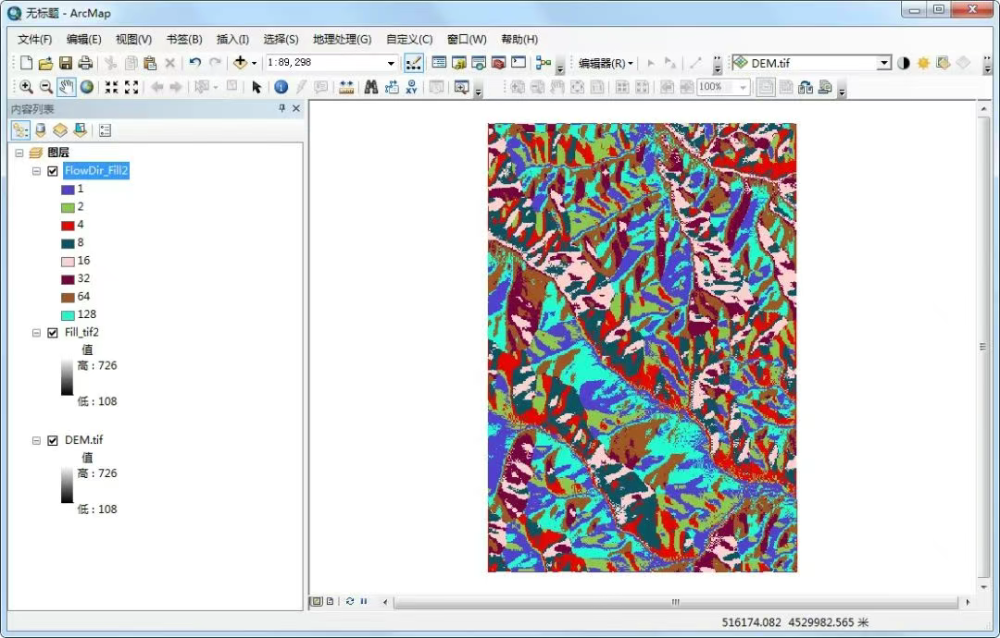 无标题 - ArcMap
文件(F) 编辑(E) 视图(V) 书签(B) 插入(I) 选择(S) 地理处理(G) 自定义(C) 窗口(W) 帮助(H)
1:89,298 编辑器(R) DEM.tif
XY 100%
内容列表
图层
FlowDir_Fill2
1
2
4
8
16
32
64
128
Fill_tif2
值
高 : 726
低 : 108
DEM.tif
值
高 : 726
低 : 108
516174.082 4529982.565 米